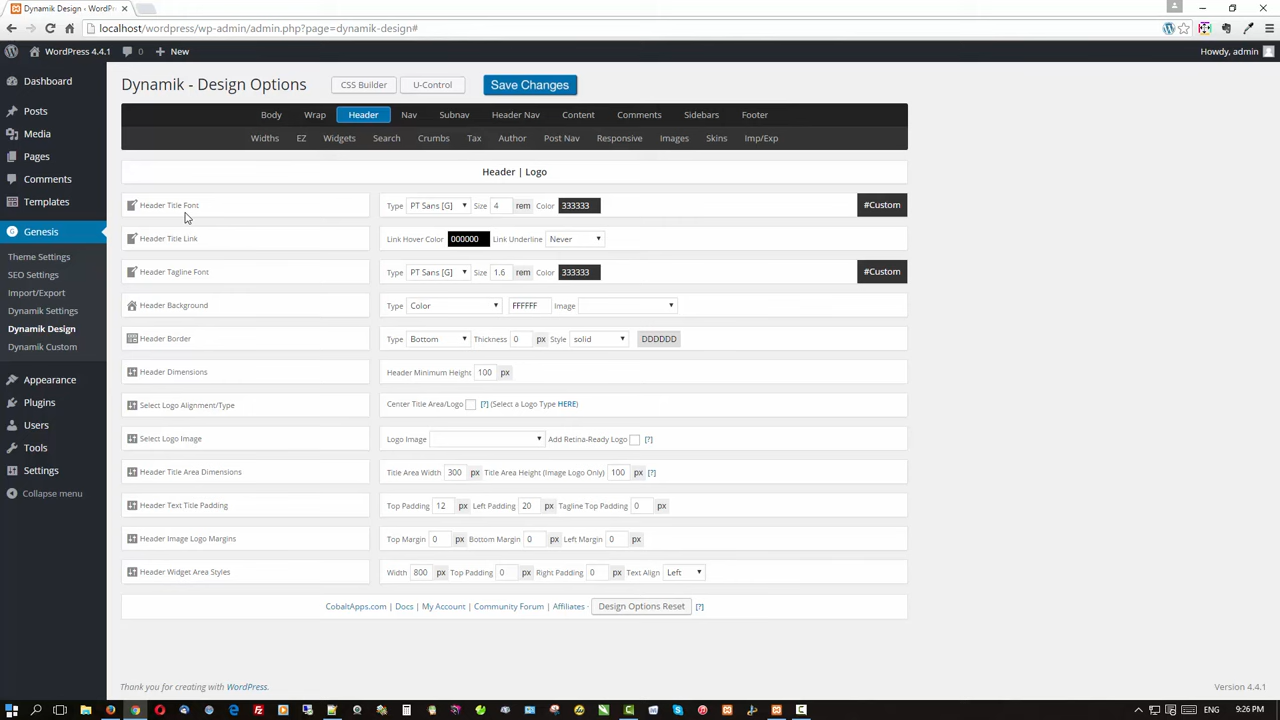 Dynamik Design ‹ WordPr
localhost/wordpress/wp-admin/admin.php?page=dynamik-design#
WordPress 4.4.1 0 New Howdy, admin
Dashboard
Posts
Media
Pages
Comments
Templates
Genesis
Theme Settings
SEO Settings
Import/Export
Dynamik Settings
Dynamik Design
Dynamik Custom
Appearance
Plugins
Users
Tools
Settings
Collapse menu
Dynamik - Design Options CSS Builder U-Control Save Changes
Body Wrap Header Nav Subnav Header Nav Content Comments Sidebars Footer
Widths EZ Widgets Search Crumbs Tax Author Post Nav Responsive Images Skins Imp/Exp
Header | Logo
Header Title Font Type PT Sans [G] Size 4 rem Color 333333 #Custom
Header Title Link Link Hover Color 000000 Link Underline Never
Header Tagline Font Type PT Sans [G] Size 1.6 rem Color 333333 #Custom
Header Background Type Color FFFFFF Image
Header Border Type Bottom Thickness 0 px Style solid DDDDDD
Header Dimensions Header Minimum Height 100 px
Select Logo Alignment/Type Center Title Area/Logo [?] (Select a Logo Type HERE)
Select Logo Image Logo Image Add Retina-Ready Logo [?]
Header Title Area Dimensions Title Area Width 300 px Title Area Height (Image Logo Only) 100 px [?]
Header Text Title Padding Top Padding 12 px Left Padding 20 px Tagline Top Padding 0 px
Header Image Logo Margins Top Margin 0 px Bottom Margin 0 px Left Margin 0 px
Header Widget Area Styles Width 800 px Top Padding 0 px Right Padding 0 px Text Align Left
CobaltApps.com | Docs | My Account | Community Forum | Affiliates · Design Options Reset [?]
Thank you for creating with WordPress. Version 4.4.1
ENG 9:26 PM